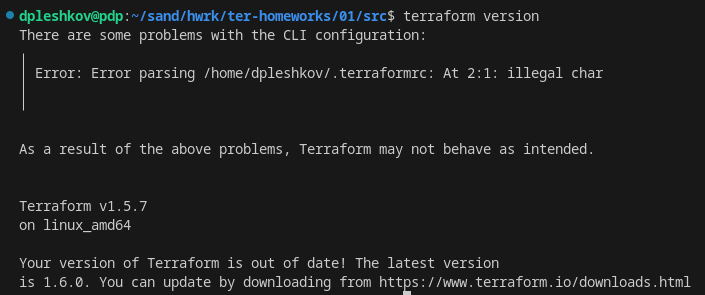 dpleshkov@pdp:~/sand/hwrk/ter-homeworks/01/src$ terraform version
There are some problems with the CLI configuration:
Error: Error parsing /home/dpleshkov/.terraformrc: At 2:1: illegal char
As a result of the above problems, Terraform may not behave as intended.
Terraform v1.5.7
on linux_amd64
Your version of Terraform is out of date! The latest version
is 1.6.0. You can update by downloading from https://www.terraform.io/downloads.html